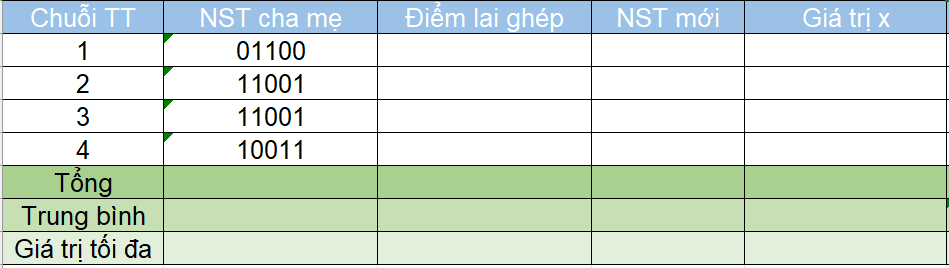 Chuỗi TT NST cha mẹ Điểm lai ghép NST mới Giá trị x
1 01100
2 11001
3 11001
4 10011
Tổng
Trung bình
Giá trị tối đa